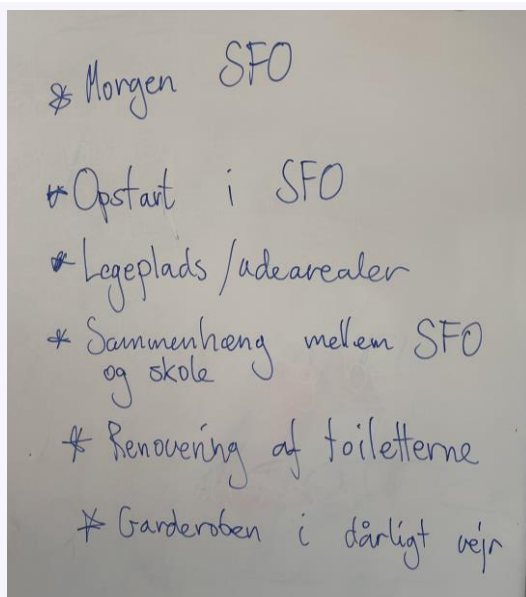 * Morgen SFO
* Opstart i SFO
* Legeplads/udearealer
* Sammenhæng mellem SFO
og skole
* Renovering af toiletterne
* Garderoben i dårligt vejr